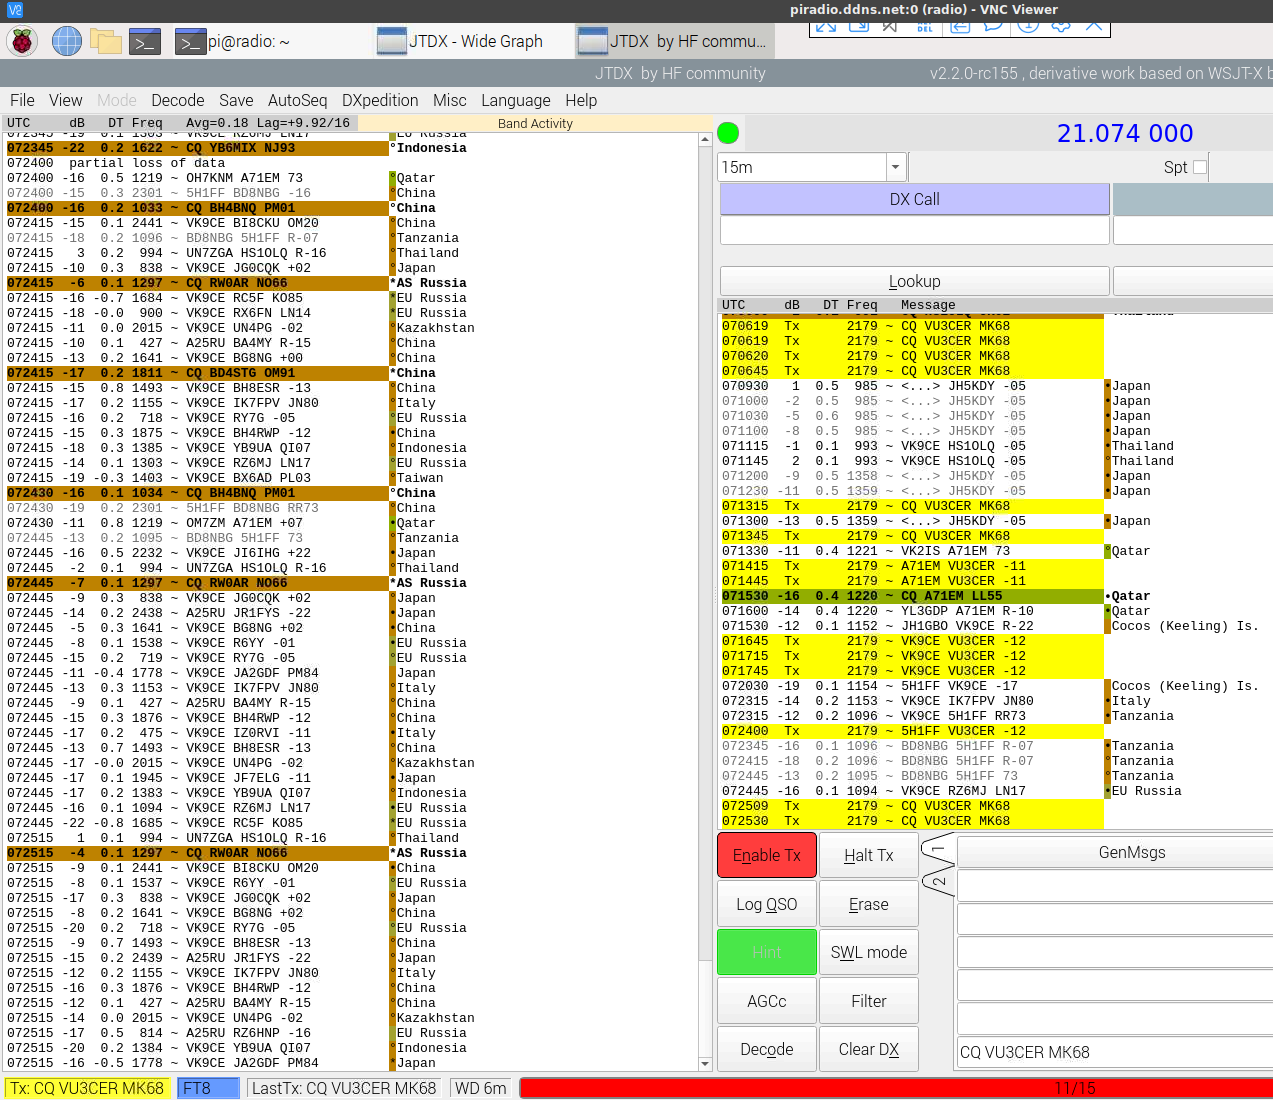 piradio.ddns.net:0 (radio) - VNC Viewer
pi@radio: ~
JTDX - Wide Graph
JTDX by HF commu...
JTDX by HF community
v2.2.0-rc155 , derivative work based on WSJT-X b
File View Mode Decode Save AutoSeq DXpedition Misc Language Help
UTC dB DT Freq Avg=0.18 Lag=+9.92/16
Band Activity
072345 -19 0.1 1303 ~ VK9CE RZ6MJ LN17 °EU Russia
072345 -22 0.2 1622 ~ CQ YB6MIX NJ93 °Indonesia
072400 partial loss of data
072400 -16 0.5 1219 ~ OH7KNM A71EM 73 °Qatar
072400 -15 0.3 2301 ~ 5H1FF BD8NBG -16 °China
072400 -16 0.2 1033 ~ CQ BH4BNQ PM01 °China
072415 -15 0.1 2441 ~ VK9CE BI8CKU OM20 °China
072415 -18 0.2 1096 ~ BD8NBG 5H1FF R-07 °Tanzania
072415 3 0.2 994 ~ UN7ZGA HS1OLQ R-16 °Thailand
072415 -10 0.3 838 ~ VK9CE JG0CQK +02 °Japan
072415 -6 0.1 1297 ~ CQ RW0AR NO66 *AS Russia
072415 -16 -0.7 1684 ~ VK9CE RC5F KO85 *EU Russia
072415 -18 -0.0 900 ~ VK9CE RX6FN LN14 *EU Russia
072415 -11 0.0 2015 ~ VK9CE UN4PG -02 °Kazakhstan
072415 -10 0.1 427 ~ A25RU BA4MY R-15 °China
072415 -13 0.2 1641 ~ VK9CE BG8NG +00 °China
072415 -17 0.2 1811 ~ CQ BD4STG OM91 *China
072415 -15 0.8 1493 ~ VK9CE BH8ESR -13 °China
072415 -17 0.2 1155 ~ VK9CE IK7FPV JN80 °Italy
072415 -16 0.2 718 ~ VK9CE RY7G -05 °EU Russia
072415 -15 0.3 1875 ~ VK9CE BH4RWP -12 •China
072415 -18 0.3 1385 ~ VK9CE YB9UA QI07 °Indonesia
072415 -14 0.1 1303 ~ VK9CE RZ6MJ LN17 °EU Russia
072415 -19 -0.3 1403 ~ VK9CE BX6AD PL03 °Taiwan
072430 -16 0.1 1034 ~ CQ BH4BNQ PM01 °China
072430 -19 0.2 2301 ~ 5H1FF BD8NBG RR73 °China
072430 -11 0.8 1219 ~ OM7ZM A71EM +07 •Qatar
072445 -13 0.2 1095 ~ BD8NBG 5H1FF 73 °Tanzania
072445 -16 0.5 2232 ~ VK9CE JI6IHG +22 •Japan
072445 -2 0.1 994 ~ UN7ZGA HS1OLQ R-16 °Thailand
072445 -7 0.1 1297 ~ CQ RW0AR NO66 *AS Russia
072445 -9 0.3 838 ~ VK9CE JG0CQK +02 °Japan
072445 -14 0.2 2438 ~ A25RU JR1FYS -22 •Japan
072445 -5 0.3 1641 ~ VK9CE BG8NG +02 •China
072445 -8 0.1 1538 ~ VK9CE R6YY -01 •EU Russia
072445 -15 0.2 719 ~ VK9CE RY7G -05 °EU Russia
072445 -11 -0.4 1778 ~ VK9CE JA2GDF PM84 Japan
072445 -13 0.3 1153 ~ VK9CE IK7FPV JN80 °Italy
072445 -9 0.1 427 ~ A25RU BA4MY R-15 °China
072445 -15 0.3 1876 ~ VK9CE BH4RWP -12 °China
072445 -17 0.2 475 ~ VK9CE IZ0RVI -11 •Italy
072445 -13 0.7 1493 ~ VK9CE BH8ESR -13 °China
072445 -17 -0.0 2015 ~ VK9CE UN4PG -02 °Kazakhstan
072445 -17 0.1 1945 ~ VK9CE JF7ELG -11 •Japan
072445 -17 0.2 1383 ~ VK9CE YB9UA QI07 °Indonesia
072445 -16 0.1 1094 ~ VK9CE RZ6MJ LN17 •EU Russia
072445 -22 -0.8 1685 ~ VK9CE RC5F KO85 *EU Russia
072515 1 0.1 994 ~ UN7ZGA HS1OLQ R-16 °Thailand
072515 -4 0.1 1297 ~ CQ RW0AR NO66 *AS Russia
072515 -9 0.1 2441 ~ VK9CE BI8CKU OM20 •China
072515 -8 0.1 1537 ~ VK9CE R6YY -01 °EU Russia
072515 -17 0.3 838 ~ VK9CE JG0CQK +02 °Japan
072515 -8 0.2 1641 ~ VK9CE BG8NG +02 °China
072515 -20 0.2 718 ~ VK9CE RY7G -05 °EU Russia
072515 -9 0.7 1493 ~ VK9CE BH8ESR -13 °China
072515 -15 0.2 2439 ~ A25RU JR1FYS -22 °Japan
072515 -12 0.2 1155 ~ VK9CE IK7FPV JN80 °Italy
072515 -16 0.3 1876 ~ VK9CE BH4RWP -12 °China
072515 -12 0.1 427 ~ A25RU BA4MY R-15 °China
072515 -14 0.0 2015 ~ VK9CE UN4PG -02 °Kazakhstan
072515 -17 0.5 814 ~ A25RU RZ6HNP -16 EU Russia
072515 -20 0.2 1384 ~ VK9CE YB9UA QI07 °Indonesia
072515 -16 -0.5 1778 ~ VK9CE JA2GDF PM84 *Japan
21.074 000
15m
Spt
DX Call
Lookup
UTC dB DT Freq Message
070619 Tx 2179 ~ CQ VU3CER MK68
070619 Tx 2179 ~ CQ VU3CER MK68
070620 Tx 2179 ~ CQ VU3CER MK68
070645 Tx 2179 ~ CQ VU3CER MK68
070930 1 0.5 985 ~ <...> JH5KDY -05 •Japan
071000 -2 0.5 985 ~ <...> JH5KDY -05 •Japan
071030 -5 0.6 985 ~ <...> JH5KDY -05 •Japan
071100 -8 0.5 985 ~ <...> JH5KDY -05 •Japan
071115 -1 0.1 993 ~ VK9CE HS1OLQ -05 •Thailand
071145 2 0.1 993 ~ VK9CE HS1OLQ -05 °Thailand
071200 -9 0.5 1358 ~ <...> JH5KDY -05 •Japan
071230 -11 0.5 1359 ~ <...> JH5KDY -05 •Japan
071315 Tx 2179 ~ CQ VU3CER MK68
071300 -13 0.5 1359 ~ <...> JH5KDY -05 •Japan
071345 Tx 2179 ~ CQ VU3CER MK68
071330 -11 0.4 1221 ~ VK2IS A71EM 73 °Qatar
071415 Tx 2179 ~ A71EM VU3CER -11
071445 Tx 2179 ~ A71EM VU3CER -11
071530 -16 0.4 1220 ~ CQ A71EM LL55 •Qatar
071600 -14 0.4 1220 ~ YL3GDP A71EM R-10 •Qatar
071530 -12 0.1 1152 ~ JH1GBO VK9CE R-22 Cocos (Keeling) Is.
071645 Tx 2179 ~ VK9CE VU3CER -12
071715 Tx 2179 ~ VK9CE VU3CER -12
071745 Tx 2179 ~ VK9CE VU3CER -12
072030 -19 0.1 1154 ~ 5H1FF VK9CE -17 Cocos (Keeling) Is.
072315 -14 0.2 1153 ~ VK9CE IK7FPV JN80 •Italy
072315 -12 0.2 1096 ~ VK9CE 5H1FF RR73 •Tanzania
072400 Tx 2179 ~ 5H1FF VU3CER -12
072345 -16 0.1 1096 ~ BD8NBG 5H1FF R-07 •Tanzania
072415 -18 0.2 1096 ~ BD8NBG 5H1FF R-07 °Tanzania
072445 -13 0.2 1095 ~ BD8NBG 5H1FF 73 °Tanzania
072445 -16 0.1 1094 ~ VK9CE RZ6MJ LN17 •EU Russia
072509 Tx 2179 ~ CQ VU3CER MK68
072530 Tx 2179 ~ CQ VU3CER MK68
Enable Tx
Halt Tx
1
GenMsgs
2
Log QSO
Erase
Hint
SWL mode
AGCc
Filter
Decode
Clear DX
CQ VU3CER MK68
Tx: CQ VU3CER MK68
FT8
LastTx: CQ VU3CER MK68
WD 6m
11/15